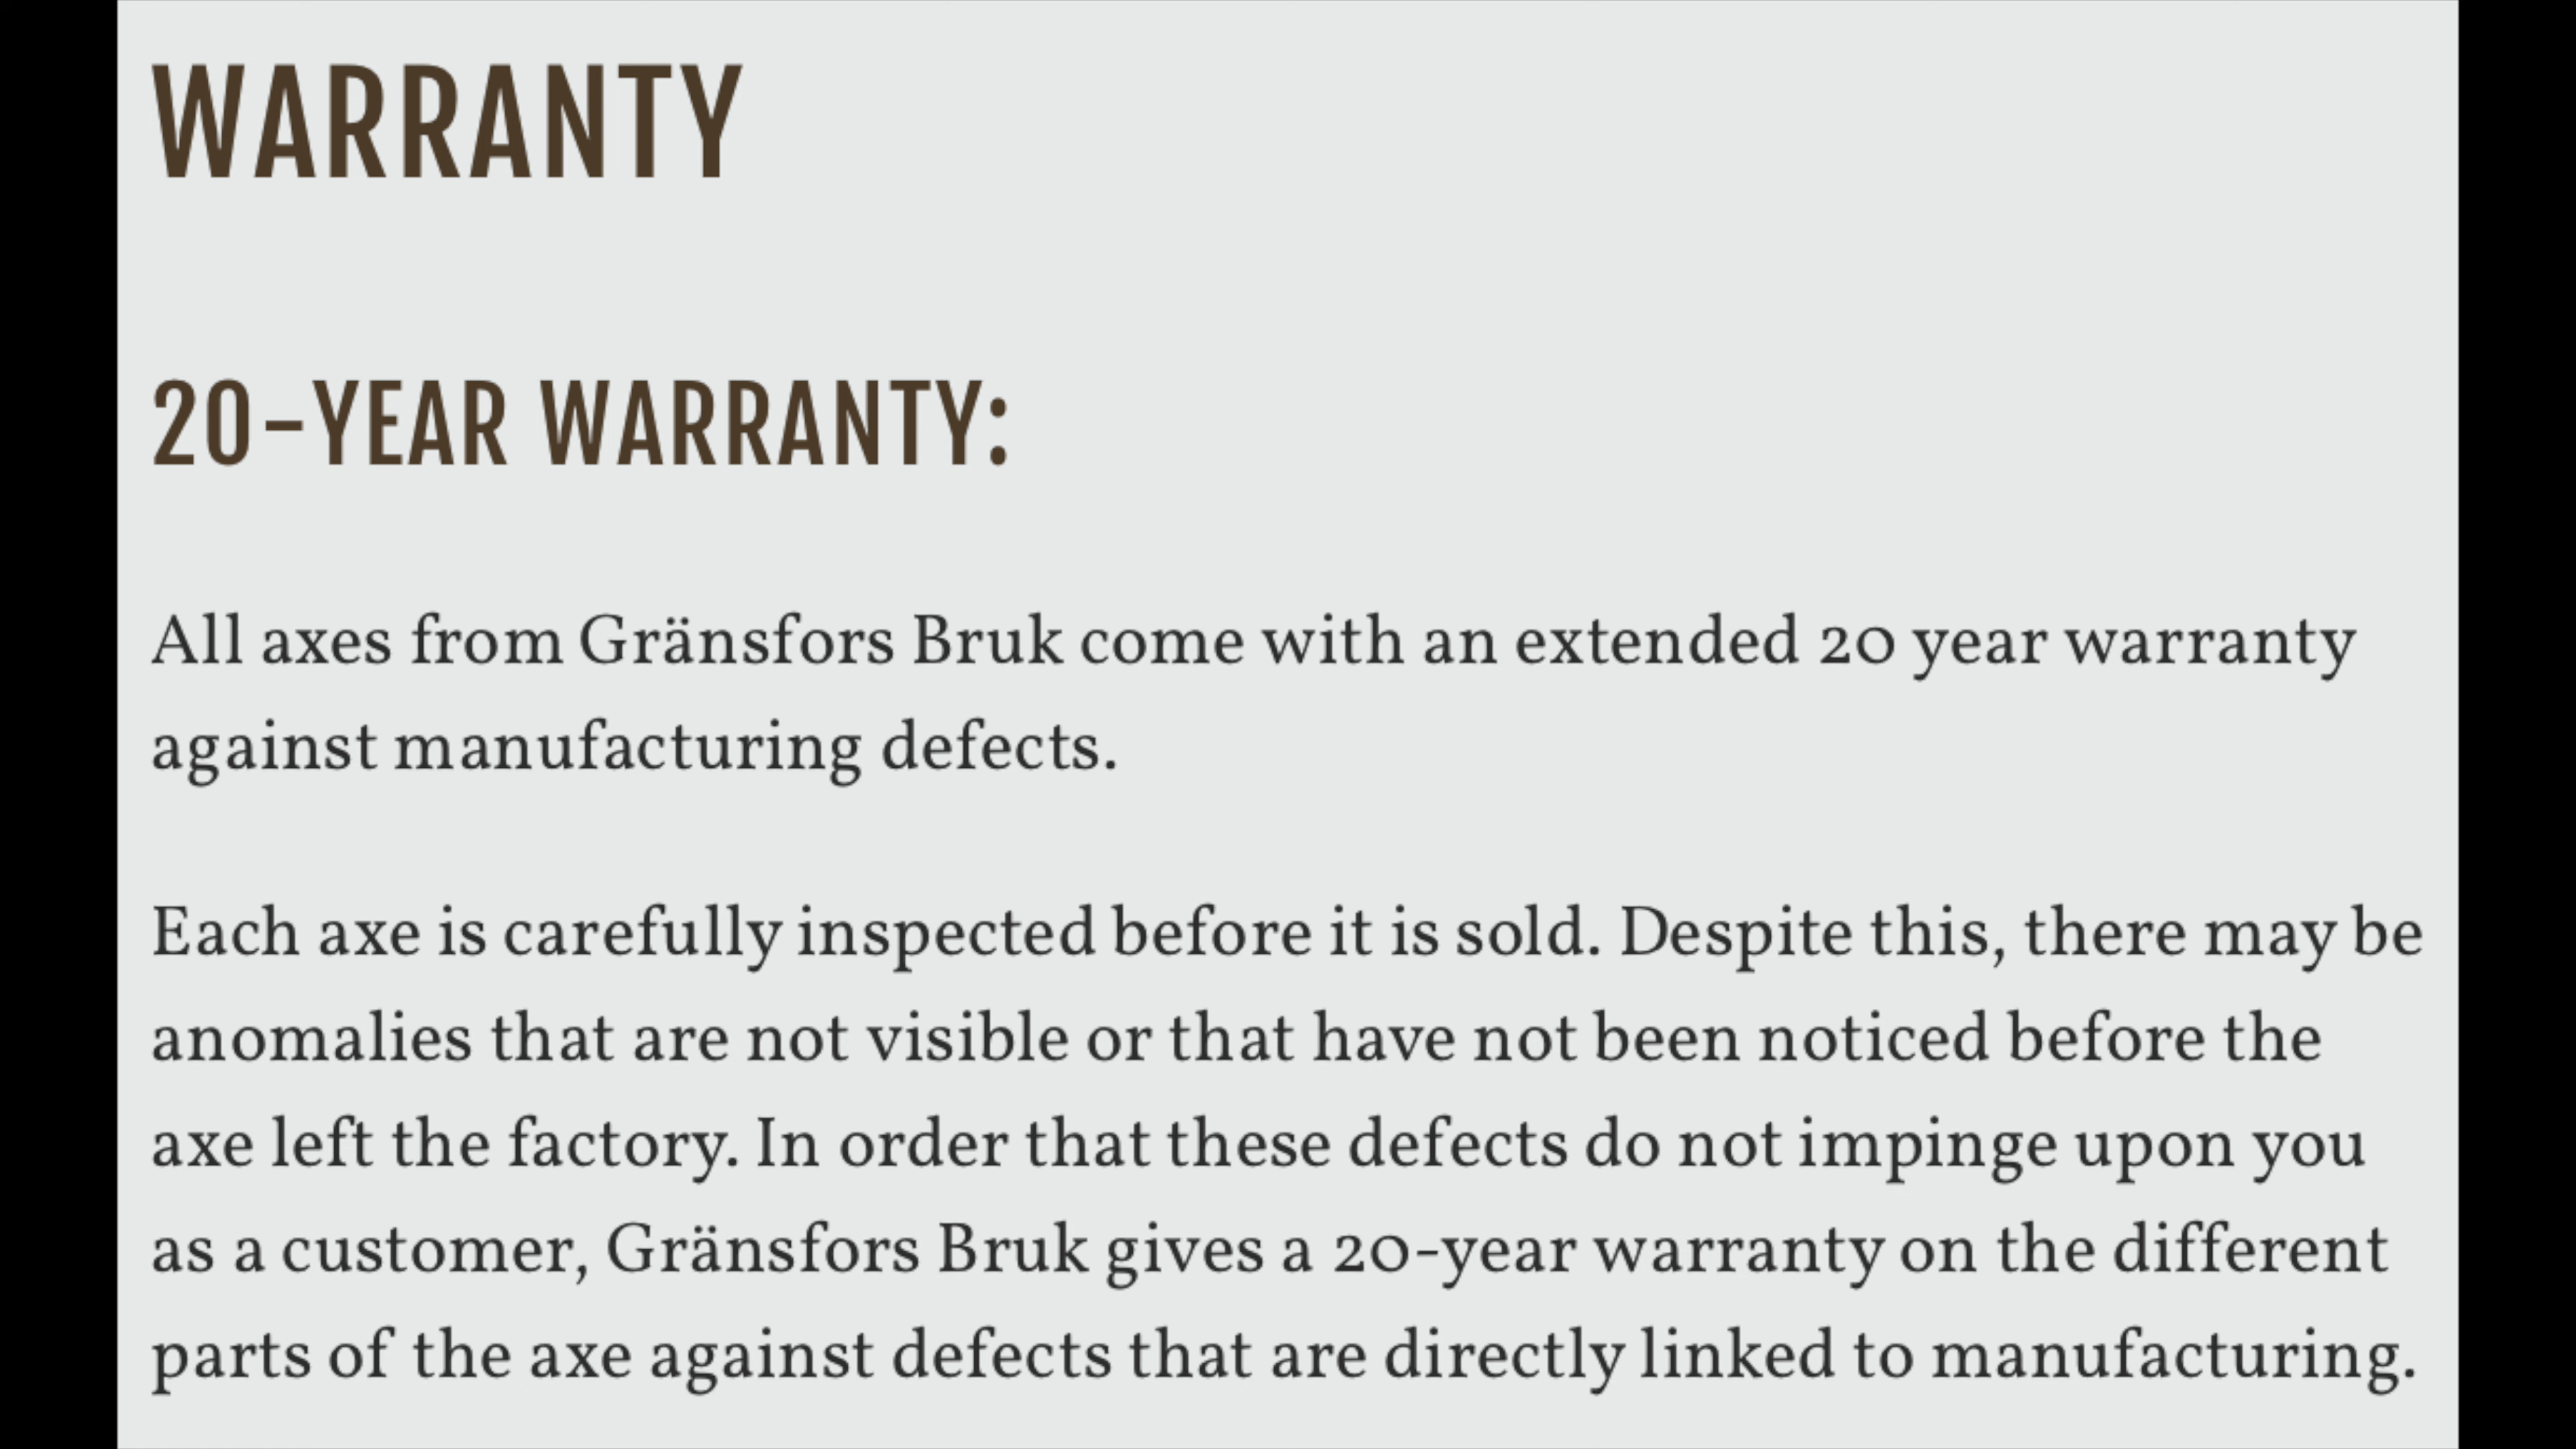 WARRANTY
20-YEAR WARRANTY:
All axes from Gränsfors Bruk come with an extended 20 year warranty
against manufacturing defects.
Each axe is carefully inspected before it is sold. Despite this, there may be
anomalies that are not visible or that have not been noticed before the
axe left the factory. In order that these defects do not impinge upon you
as a customer, Gränsfors Bruk gives a 20-year warranty on the different
parts of the axe against defects that are directly linked to manufacturing.